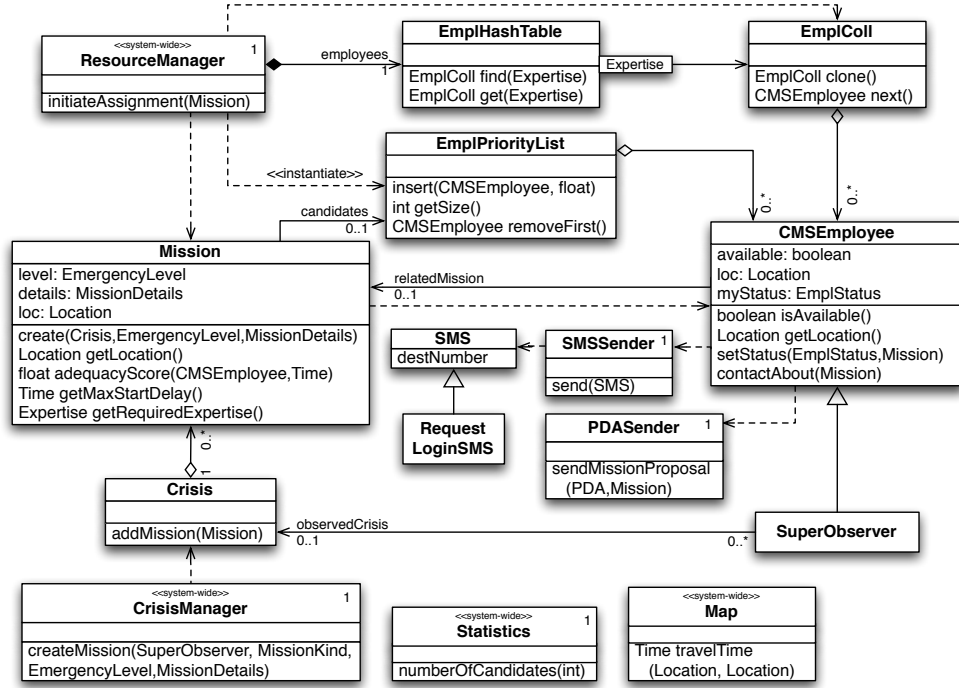 <<system-wide>> 1
ResourceManager
initiateAssignment(Mission)
employees
1
EmplHashTable
EmplColl find(Expertise)
EmplColl get(Expertise)
Expertise
EmplColl
EmplColl clone()
CMSEmployee next()
<<instantiate>>
EmplPriorityList
insert(CMSEmployee, float)
int getSize()
CMSEmployee removeFirst()
0..*
0..*
candidates
0..1
Mission
level: EmergencyLevel
details: MissionDetails
loc: Location
create(Crisis,EmergencyLevel,MissionDetails)
Location getLocation()
float adequacyScore(CMSEmployee,Time)
Time getMaxStartDelay()
Expertise getRequiredExpertise()
relatedMission
0..1
CMSEmployee
available: boolean
loc: Location
myStatus: EmplStatus
boolean isAvailable()
Location getLocation()
setStatus(EmplStatus,Mission)
contactAbout(Mission)
SMS
destNumber
SMSSender 1
send(SMS)
Request
LoginSMS
PDASender 1
sendMissionProposal
(PDA,Mission)
0..*
1
Crisis
addMission(Mission)
observedCrisis
0..1
0..*
SuperObserver
<<system-wide>> 1
CrisisManager
createMission(SuperObserver, MissionKind,
EmergencyLevel,MissionDetails)
<<system-wide>> 1
Statistics
numberOfCandidates(int)
<<system-wide>>
Map
Time travelTime
(Location, Location)